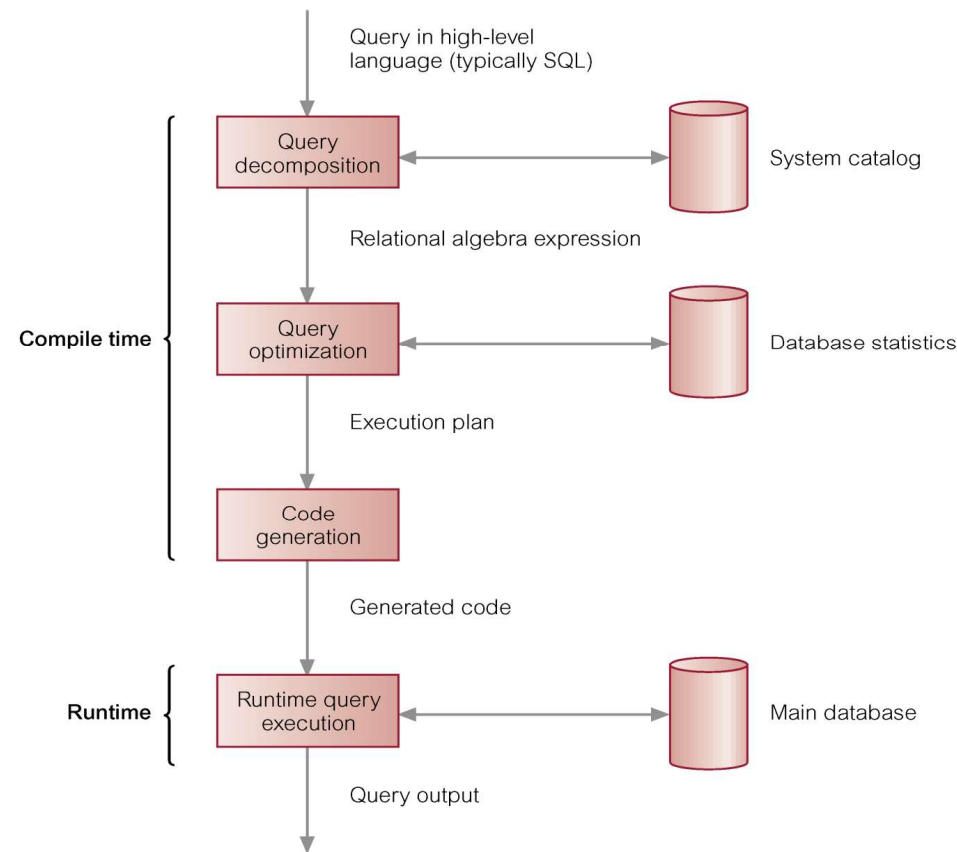 Query in high-level
language (typically SQL)
Query
decomposition
System catalog
Relational algebra expression
Compile time
Query
optimization
Database statistics
Execution plan
Code
generation
Generated code
Runtime
Runtime query
execution
Main database
Query output